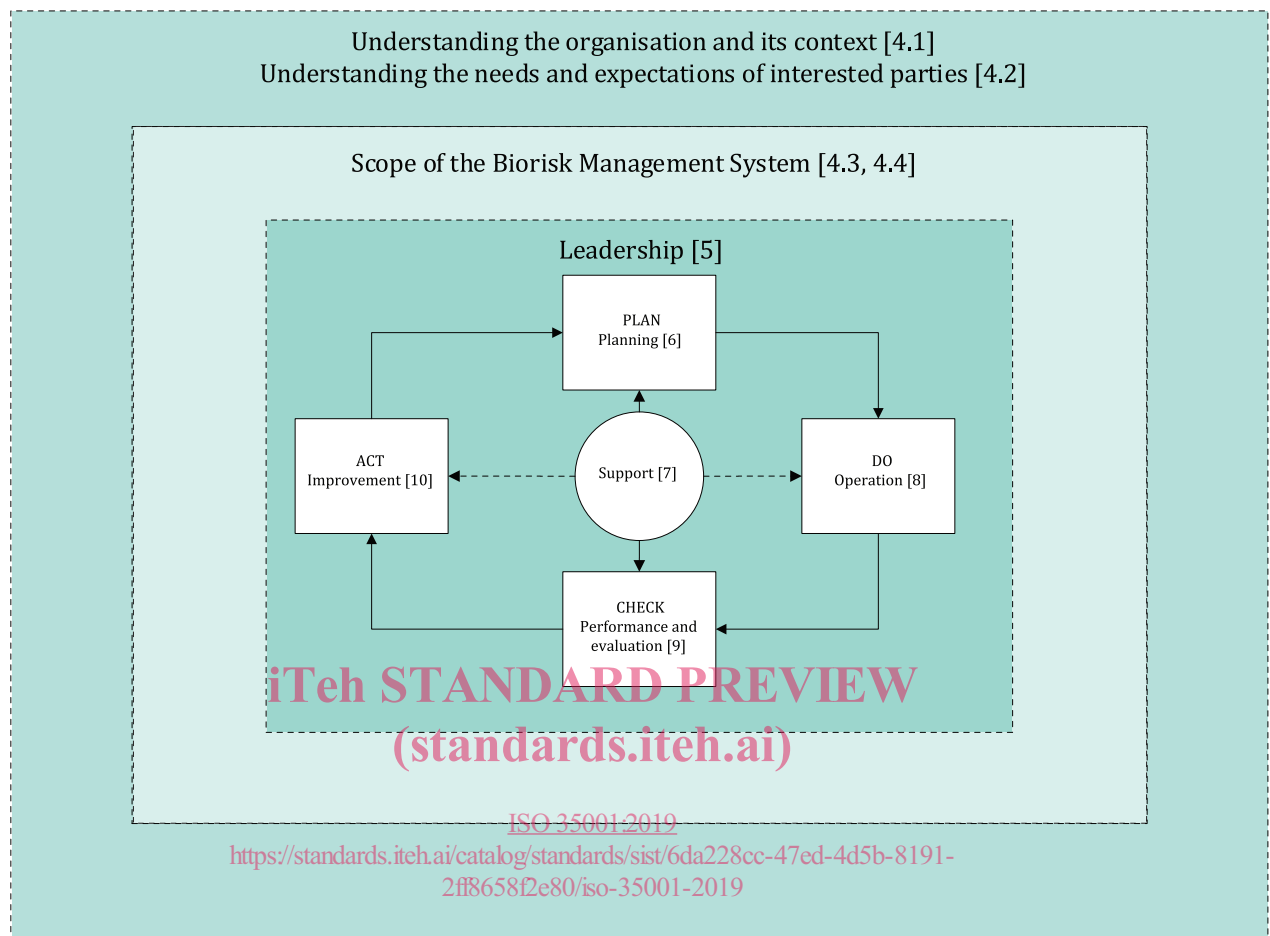 Understanding the organisation and its context [4.1]
Understanding the needs and expectations of interested parties [4.2]
Scope of the Biorisk Management System [4.3, 4.4]
Leadership [5]
PLAN
Planning [6]
ACT
Improvement [10]
Support [7]
DO
Operation [8]
CHECK
Performance and
evaluation [9]
iTeh STANDARD PREVIEW
(standards.iteh.ai)
ISO 35001:2019
https://standards.iteh.ai/catalog/standards/sist/6da228cc-47ed-4d5b-8191-
2ff8658f2e80/iso-35001-2019